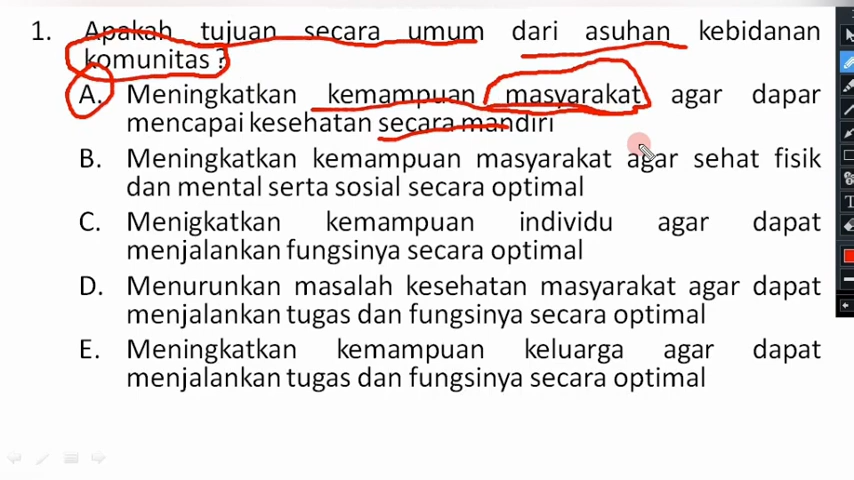 1. Apakah tujuan secara umum dari asuhan kebidanan
komunitas ?
A. Meningkatkan kemampuan masyarakat agar dapar
mencapai kesehatan secara mandiri
B. Meningkatkan kemampuan masyarakat agar sehat fisik
dan mental serta sosial secara optimal
C. Menigkatkan kemampuan individu agar dapat
menjalankan fungsinya secara optimal
D. Menurunkan masalah kesehatan masyarakat agar dapat
menjalankan tugas dan fungsinya secara optimal
E. Meningkatkan kemampuan keluarga agar dapat
menjalankan tugas dan fungsinya secara optimal